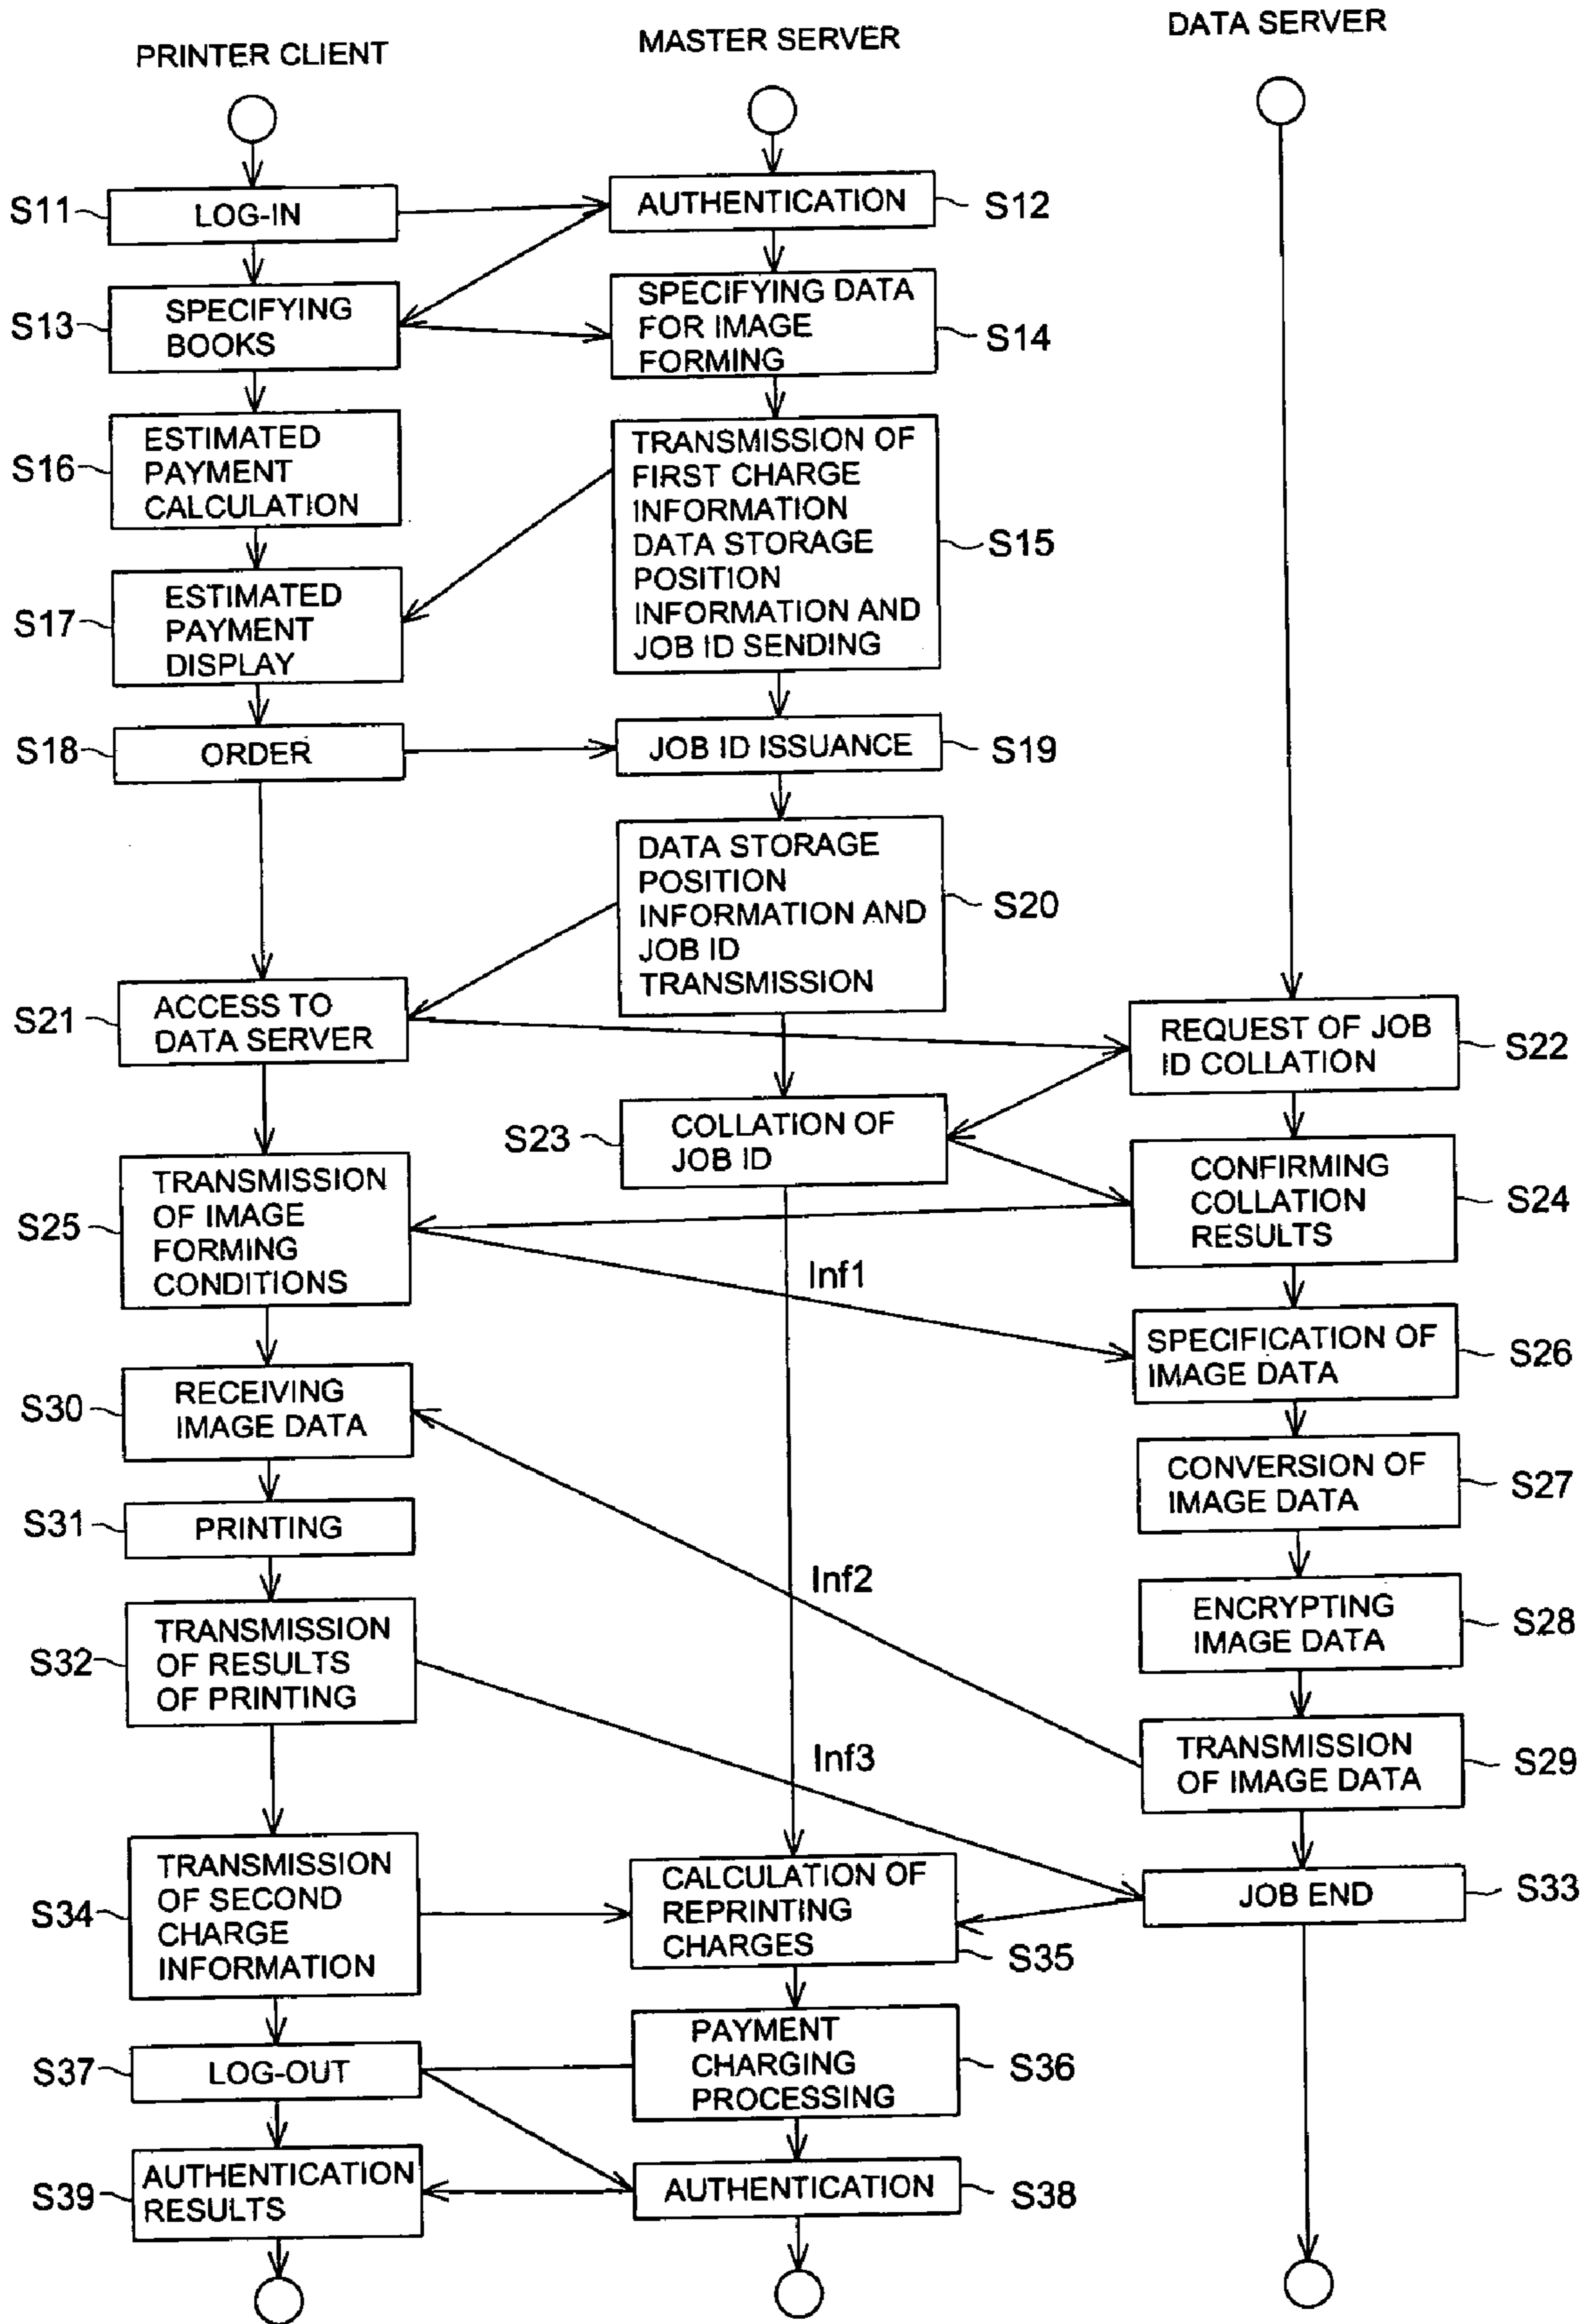 PRINTER CLIENT
MASTER SERVER
DATA SERVER
S11
LOG-IN
AUTHENTICATION
S12
S13
SPECIFYING
BOOKS
SPECIFYING DATA
FOR IMAGE
FORMING
S14
S16
ESTIMATED
PAYMENT
CALCULATION
TRANSMISSION OF
FIRST CHARGE
INFORMATION
DATA STORAGE
POSITION
INFORMATION AND
JOB ID SENDING
S15
S17
ESTIMATED
PAYMENT
DISPLAY
S18
ORDER
JOB ID ISSUANCE
S19
DATA STORAGE
POSITION
INFORMATION AND
JOB ID
TRANSMISSION
S20
S21
ACCESS TO
DATA SERVER
REQUEST OF JOB
ID COLLATION
S22
S23
COLLATION OF
JOB ID
CONFIRMING
COLLATION
RESULTS
S24
S25
TRANSMISSION
OF IMAGE
FORMING
CONDITIONS
Inf1
SPECIFICATION OF
IMAGE DATA
S26
S30
RECEIVING
IMAGE DATA
CONVERSION OF
IMAGE DATA
S27
S31
PRINTING
Inf2
ENCRYPTING
IMAGE DATA
S28
S32
TRANSMISSION
OF RESULTS
OF PRINTING
Inf3
TRANSMISSION
OF IMAGE DATA
S29
S34
TRANSMISSION
OF SECOND
CHARGE
INFORMATION
CALCULATION OF
REPRINTING
CHARGES
S35
JOB END
S33
S37
LOG-OUT
PAYMENT
CHARGING
PROCESSING
S36
S39
AUTHENTICATION
RESULTS
AUTHENTICATION
S38